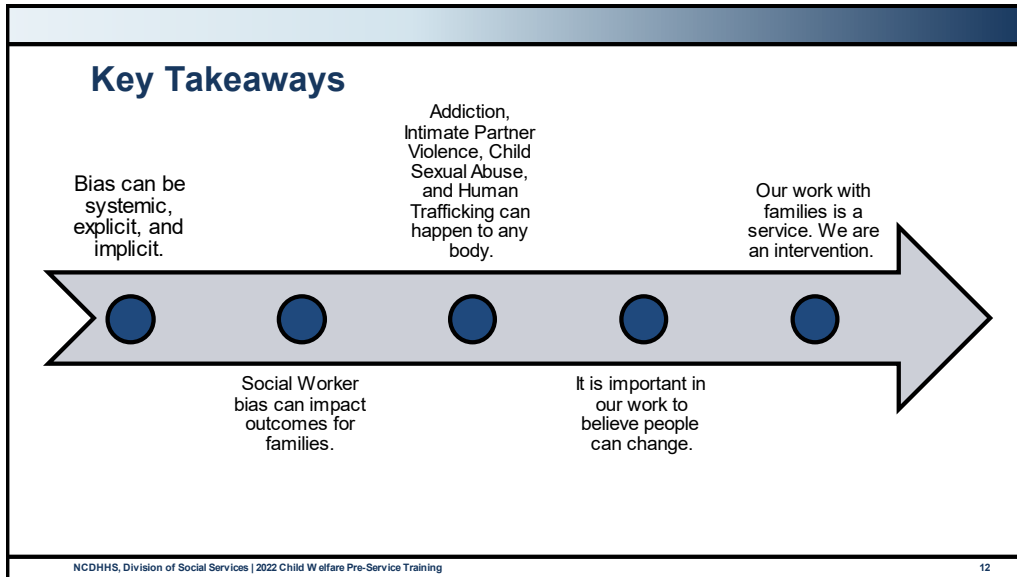 Key Takeaways
Bias can be
systemic,
explicit, and
implicit.
Social Worker
bias can impact
outcomes for
families.
Addiction,
Intimate Partner
Violence, Child
Sexual Abuse,
and Human
Trafficking can
happen to any
body.
It is important in
our work to
believe people
can change.
Our work with
families is a
service. We are
an intervention.
NCDHHS, Division of Social Services | 2022 Child Welfare Pre-Service Training
12